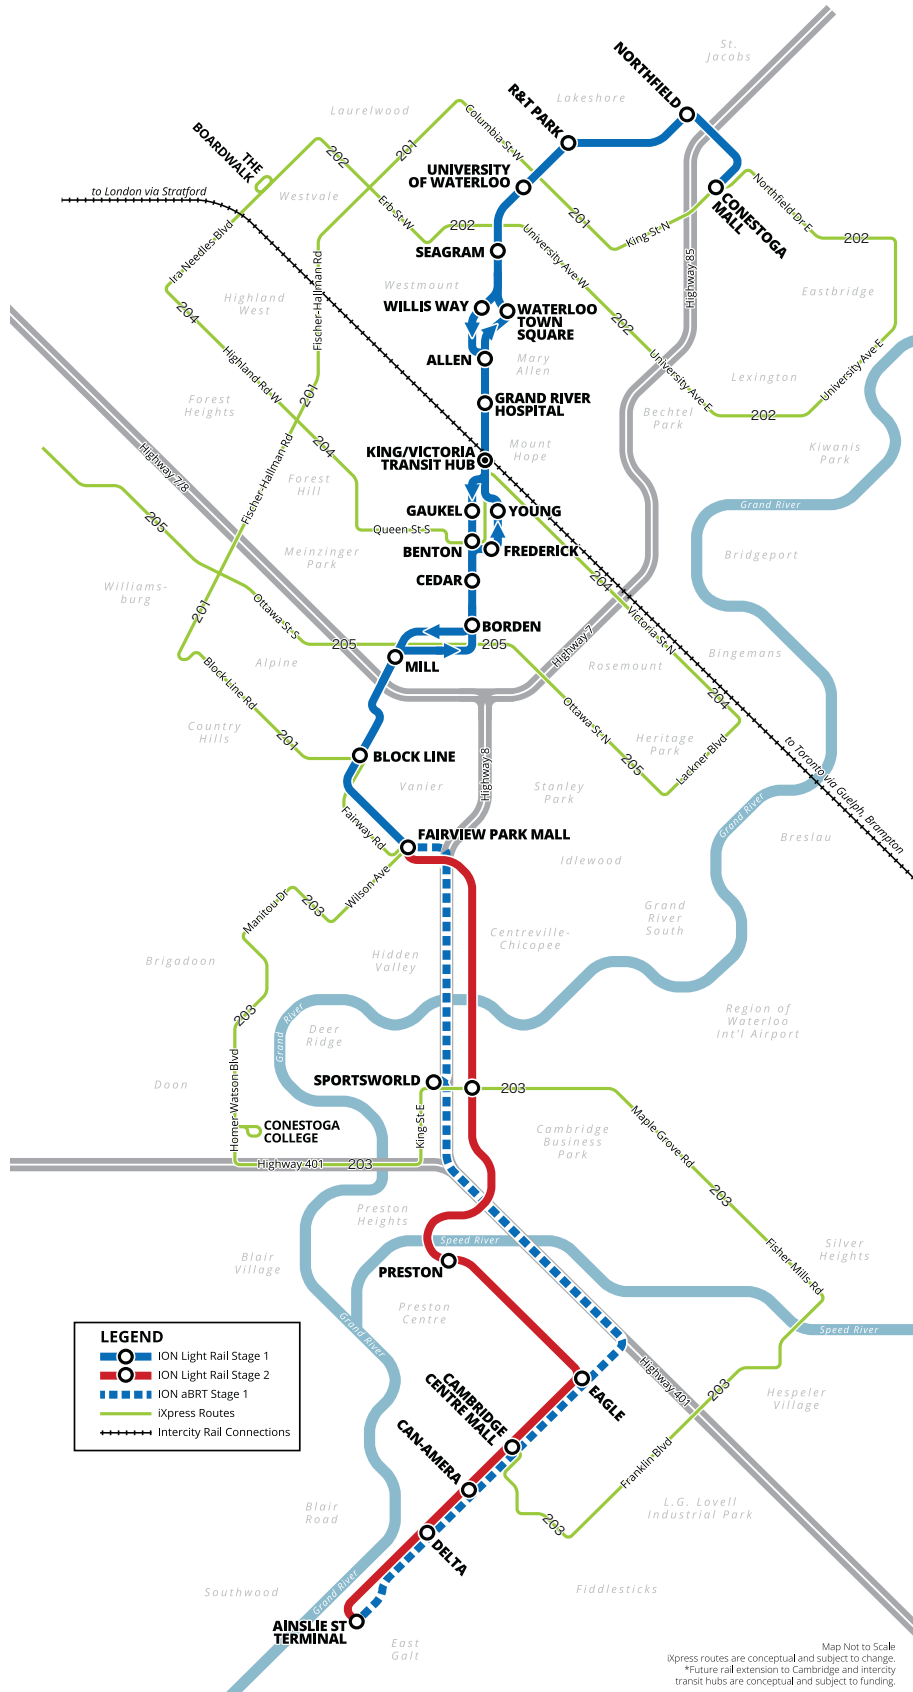 St.
Jacobs
NORTHFIELD
Lakeshore
R&T PARK
Laurelwood
Columbia St W
201
202
THE
BOARDWALK
UNIVERSITY
OF WATERLOO
to London via Stratford
Westvale
Erb St W
Northfield Dr E
CONESTOGA
MALL
201
202
University Ave W
King St N
202
SEAGRAM
Ira Needles Blvd
Fischer-Hallman Rd
Highway 85
Westmount
Eastbridge
Highland
West
204
WILLIS WAY
WATERLOO
TOWN
SQUARE
202
Highland Rd W
ALLEN
Mary
Allen
University Ave E
University Ave E
Lexington
201
Forest
Heights
GRAND RIVER
HOSPITAL
Bechtel
Park
202
204
Fischer-Hallman Rd
Highway 7/8
KING/VICTORIA
TRANSIT HUB
Mount
Hope
Kiwanis
Park
Forest
Hill
205
GAUKEL
YOUNG
Grand River
Queen St S
BENTON
FREDERICK
Meinzinger
Park
Bridgeport
Williams-
burg
CEDAR
204
201
Ottawa St S
BORDEN
Victoria St N
205
205
Highway 7
Bingemans
Alpine
MILL
Rosemount
Block Line Rd
204
Country
Hills
201
Ottawa St N
Heritage
Park
BLOCK LINE
205
Lackner Blvd
to Toronto via Guelph, Brampton
Highway 8
Vanier
Stanley
Park
Fairway Rd
FAIRVIEW PARK MALL
Grand River
Breslau
Idlewood
Wilson Ave
Manitou Dr
203
Grand
River
South
Centreville-
Chicopee
Hidden
Valley
Brigadoon
203
Grand River
Deer
Ridge
Region of
Waterloo
Int'l Airport
Homer Watson Blvd
Doon
SPORTSWORLD
203
King St E
Maple Grove Rd
CONESTOGA
COLLEGE
Cambridge
Business
Park
Highway 401
203
203
Preston
Heights
Speed River
Fisher-Mills Rd
Silver
Heights
Blair
Village
PRESTON
Preston
Centre
Grand River
Speed River
LEGEND
ION Light Rail Stage 1
ION Light Rail Stage 2
ION aBRT Stage 1
iXpress Routes
Intercity Rail Connections
Highway 401
203
EAGLE
Hespeler
Village
CAMBRIDGE
CENTRE MALL
CAN-AMERA
Franklin Blvd
Blair
Road
203
L.G. Lovell
Industrial Park
DELTA
Southwood
Grand River
Fiddlesticks
AINSLIE ST
TERMINAL
East
Galt
Map Not to Scale
iXpress routes are conceptual and subject to change.
*Future rail extension to Cambridge and intercity
transit hubs are conceptual and subject to funding.